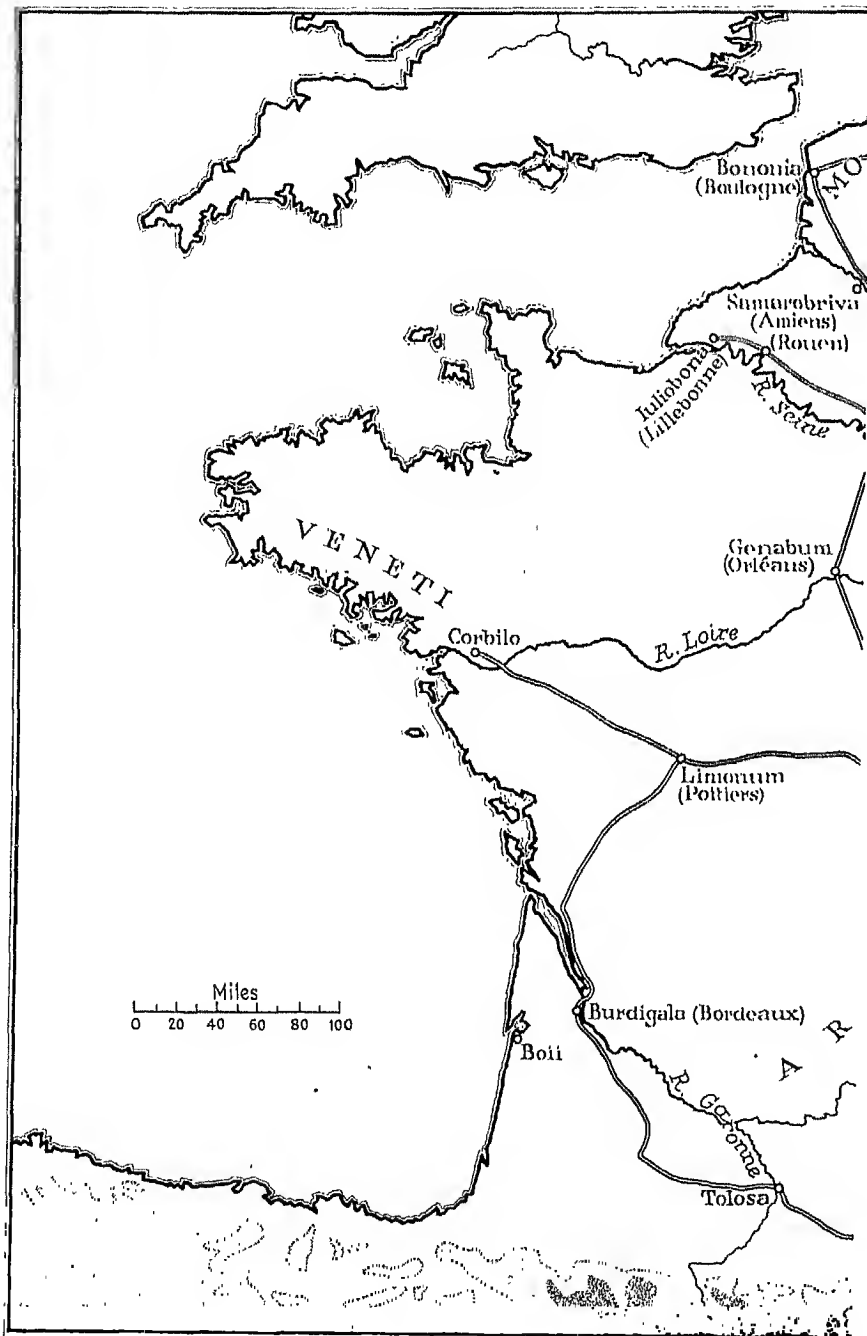 Bononia
(Boulogne)
MO
Samarobriva
(Amiens)
(Rouen)
Iuliobona
(Lillebonne)
R. Seine
VENETI
Genabum
(Orléans)
Corbilo
R. Loire
Limonum
(Poitiers)
Miles
0 20 40 60 80 100
Burdigala (Bordeaux)
Boii
AR
R. Garonne
Tolosa